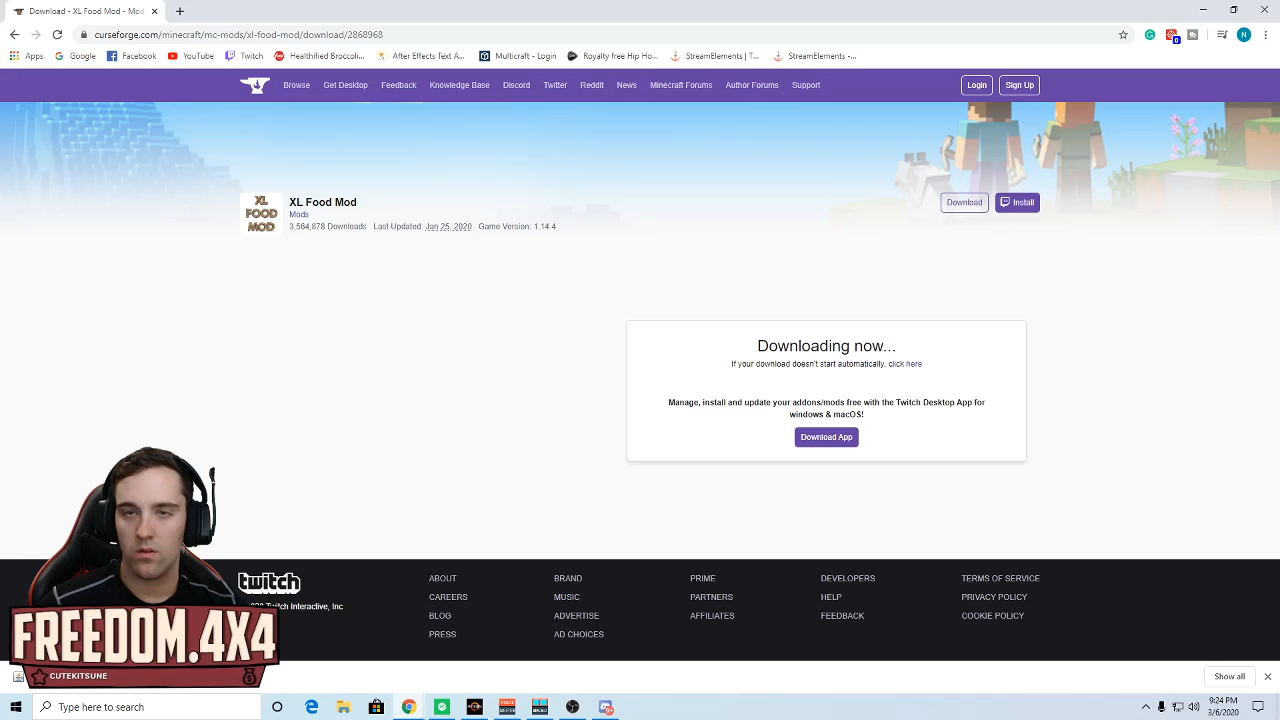 Download - Mods - Minecraft - C
curseforge.com/minecraft/mc-mods/xl-food-mod/download/2868968
0
N
Apps
Google
Facebook
YouTube
Twitch
Healthified Broccoli...
After Effects Text A...
Multicraft - Login
Royalty free Hip Ho...
StreamElements | T...
StreamElements -...
Browse
Get Desktop
Feedback
Knowledge Base
Discord
Twitter
Reddit
News
Minecraft Forums
Author Forums
Support
Login
Sign Up
XL
FOOD
MOD
XL Food Mod
Mods
3,564,878 Downloads Last Updated: Jan 25, 2020 Game Version: 1.14.4
Download
Install
Downloading now...
If your download doesn't start automatically, click here
Manage, install and update your addons/mods free with the Twitch Desktop App for
windows & macOS!
Download App
twitch
Twitch Interactive, Inc
ABOUT
CAREERS
BLOG
PRESS
BRAND
MUSIC
ADVERTISE
AD CHOICES
PRIME
PARTNERS
AFFILIATES
DEVELOPERS
HELP
FEEDBACK
TERMS OF SERVICE
PRIVACY POLICY
COOKIE POLICY
FREEDOM.4X4
CUTEKITSUNE
Show all
Type here to search
9:24 PM
3/6/2020